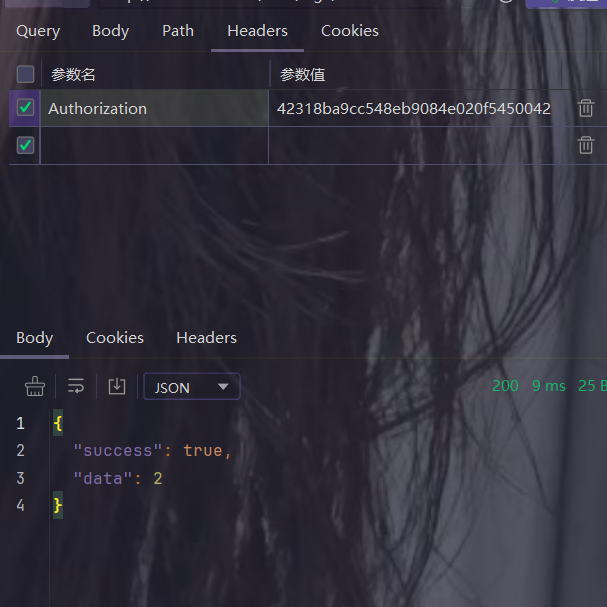 Query Body Path Headers Cookies
参数名 参数值
Authorization 42318ba9cc548eb9084e020f5450042
Body Cookies Headers
JSON 200 9 ms 25 B
1 {
2 "success": true,
3 "data": 2
4 }